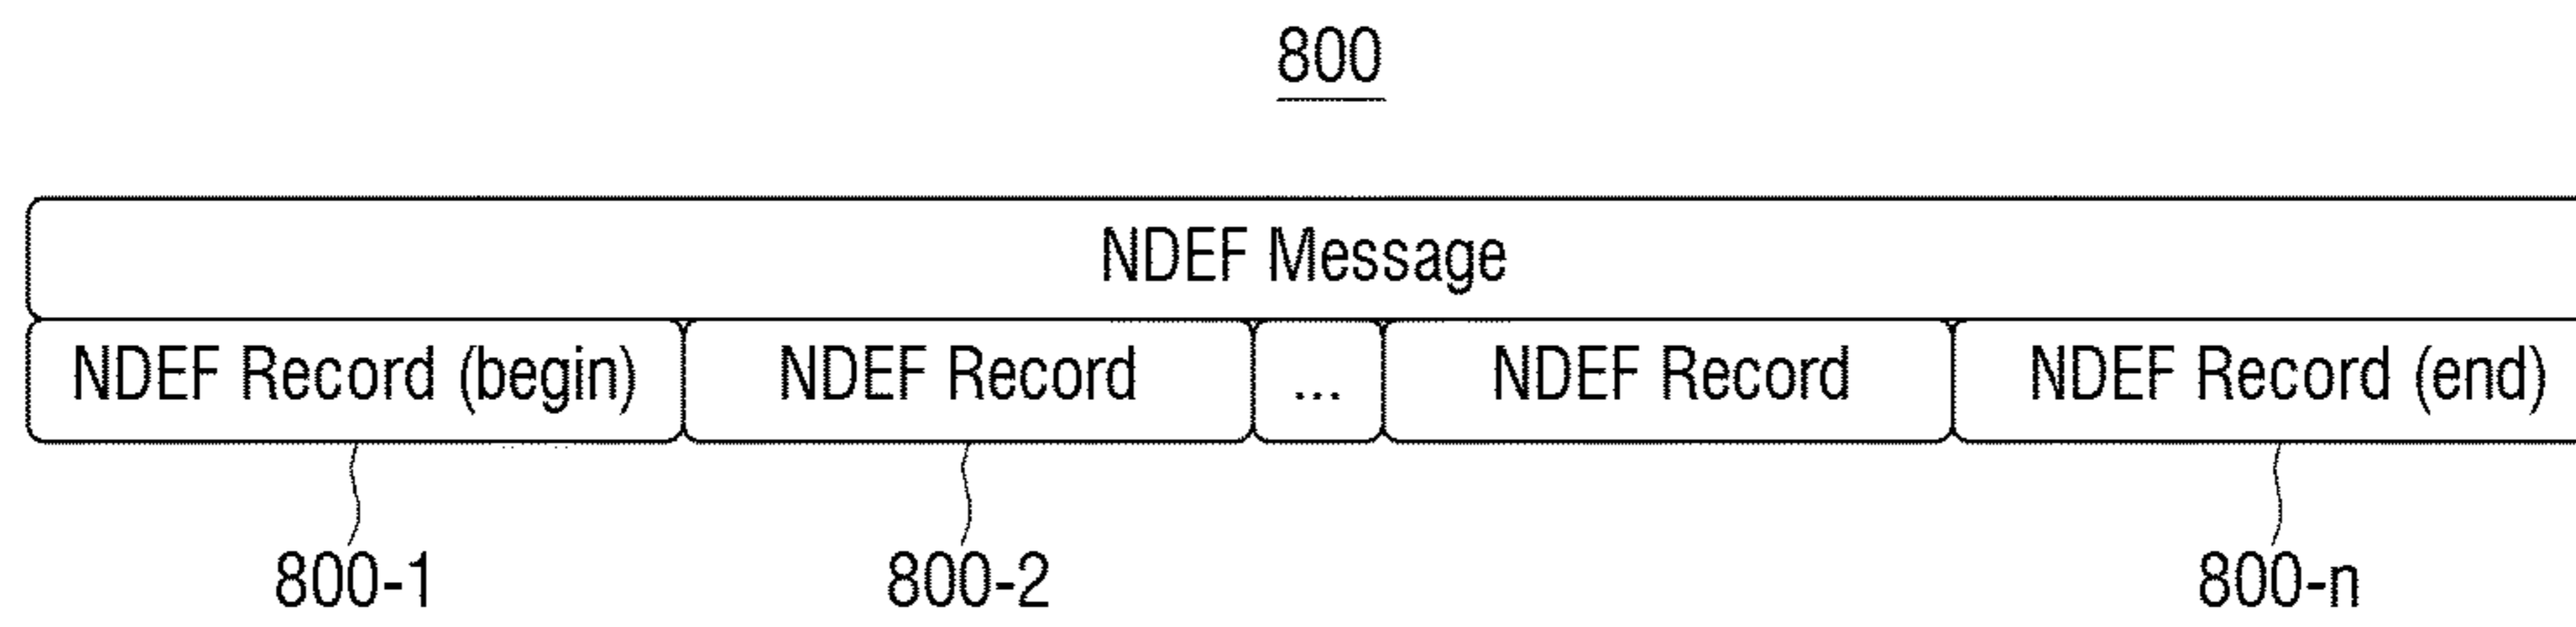 800
NDEF Message
NDEF Record (begin) NDEF Record ... NDEF Record NDEF Record (end)
800-1 800-2 800-n